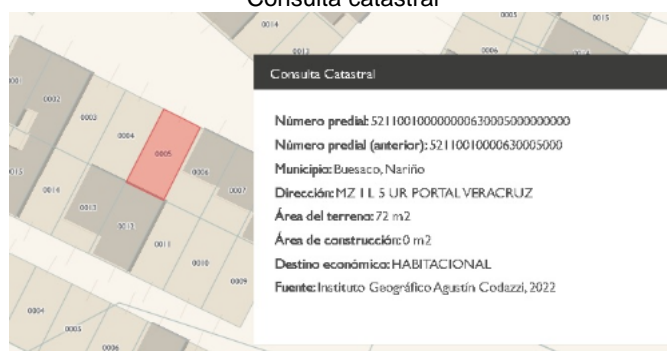 Consulta catastral
0014
0013
0005
0015
0006
Consulta Catastral
Número predial: 521100100000000630005000000000
Número predial (anterior): 52110010000630005000
Municipio: Buesaco, Nariño
Dirección: MZ I L 5 UR PORTAL VERACRUZ
Área del terreno: 72 m2
Área de construcción: 0 m2
Destino económico: HABITACIONAL
Fuente: Instituto Geográfico Agustín Codazzi, 2022
0002
0003
0004
0005
0006
0007
0014
0013
0012
0011
0010
0009
0004
0005
0006